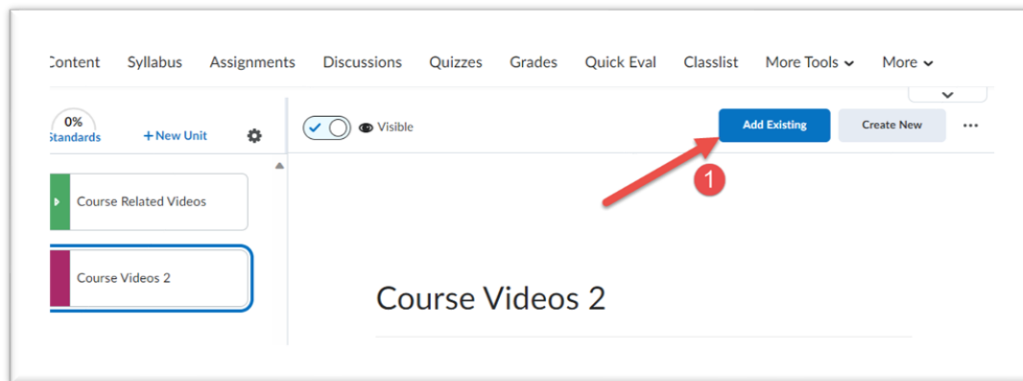 Content Syllabus Assignments Discussions Quizzes Grades Quick Eval Classlist More Tools More
0%
Standards
+ New Unit
Visible
Add Existing
Create New
1
Course Related Videos
Course Videos 2
Course Videos 2